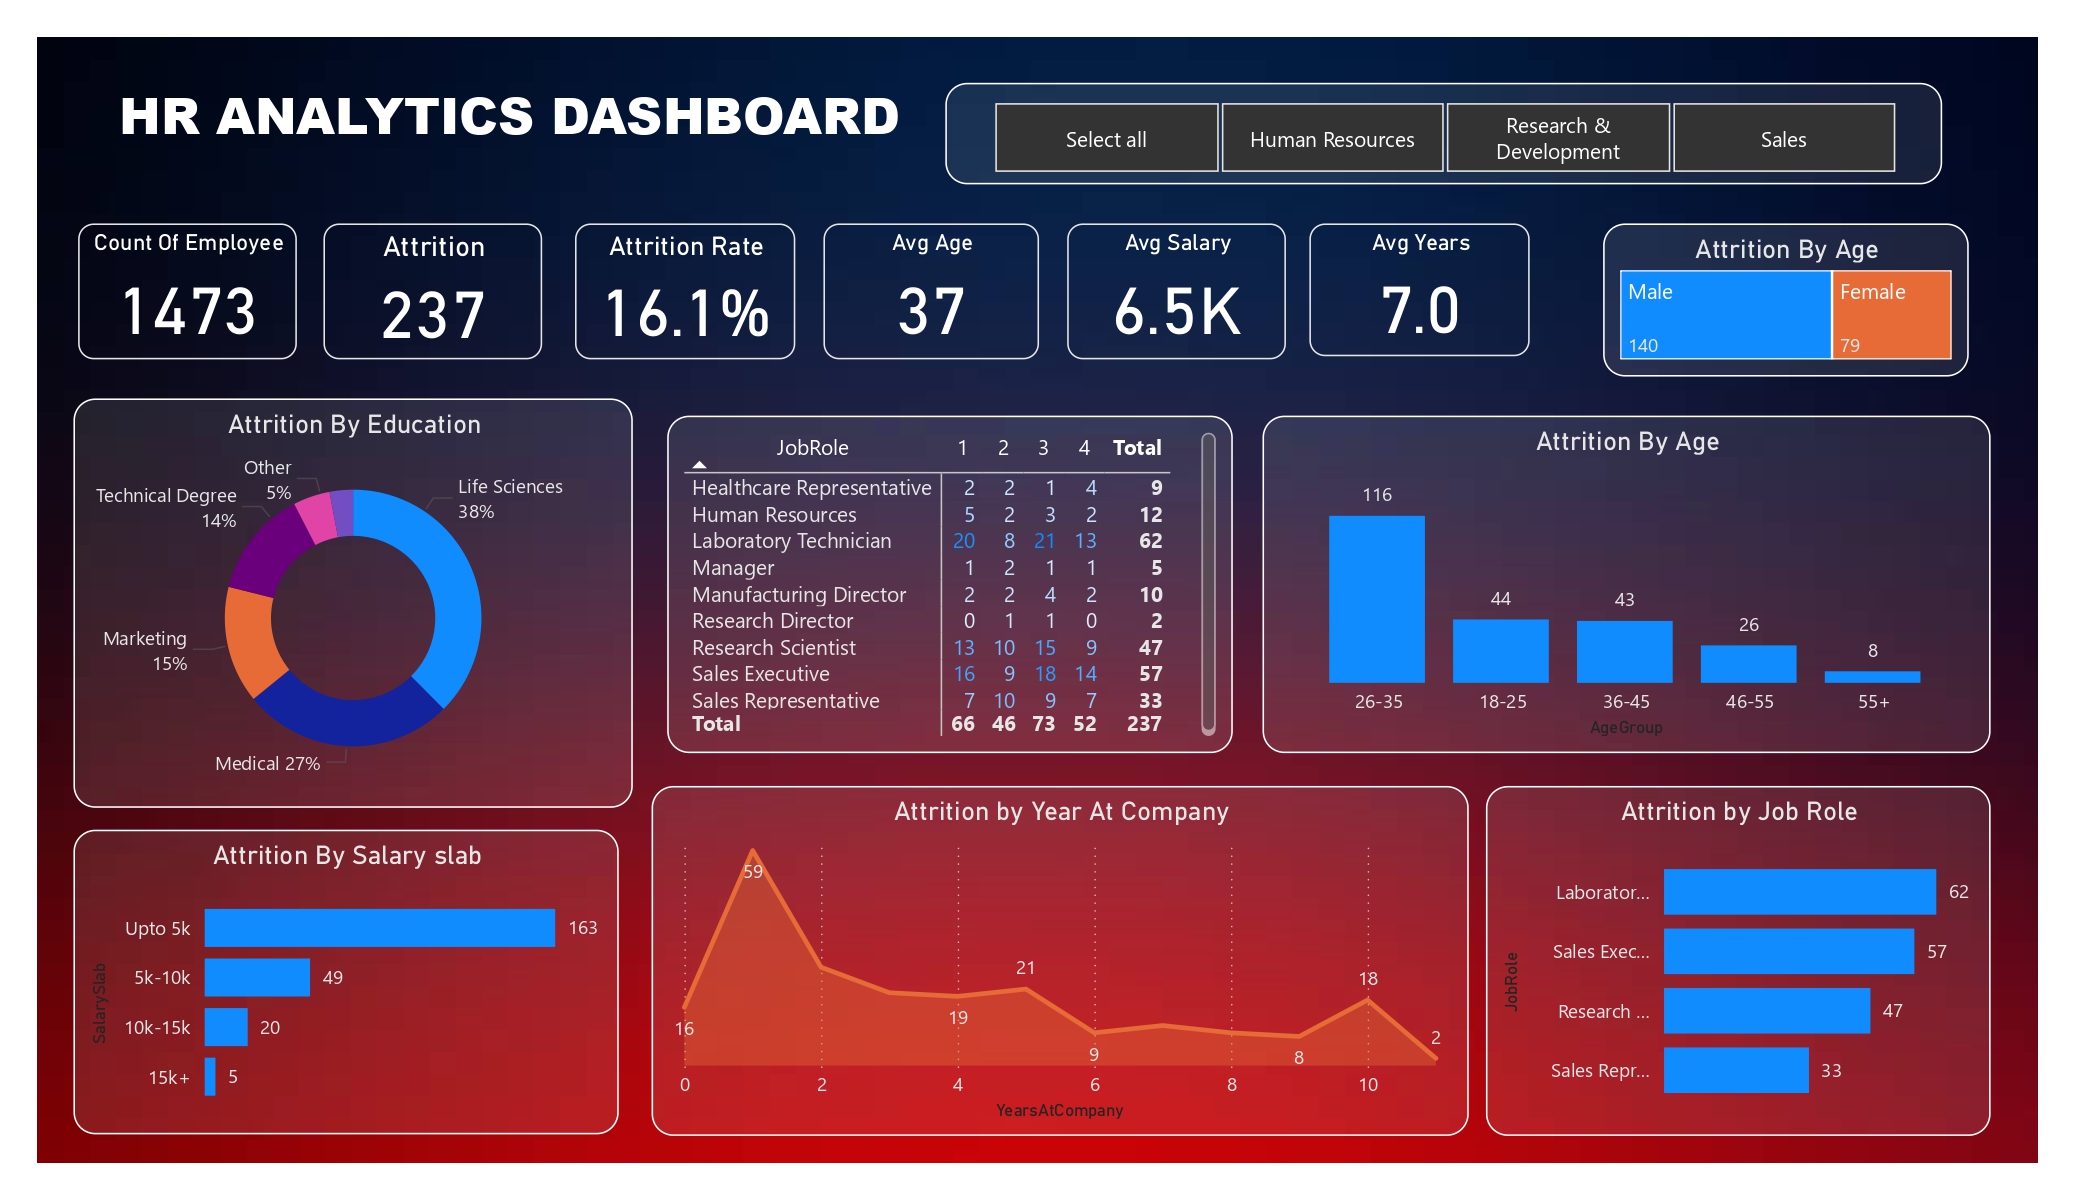 HR ANALYTICS DASHBOARD
Select all
Human Resources
Research &
Development
Sales
Count Of Employee
1473
Attrition
237
Attrition Rate
16.1%
Avg Age
37
Avg Salary
6.5K
Avg Years
7.0
Attrition By Age
Male
Female
140
79
Attrition By Education
Other
5%
Life Sciences
38%
Technical Degree
14%
Marketing
15%
Medical 27%
JobRole 1 2 3 4 Total
Healthcare Representative 2 2 1 4 9
Human Resources 5 2 3 2 12
Laboratory Technician 20 8 21 13 62
Manager 1 2 1 1 5
Manufacturing Director 2 2 4 2 10
Research Director 0 1 1 0 2
Research Scientist 13 10 15 9 47
Sales Executive 16 9 18 14 57
Sales Representative 7 10 9 7 33
Total 66 46 73 52 237
Attrition By Age
116
44
43
26
8
26-35 18-25 36-45 46-55 55+
AgeGroup
Attrition By Salary slab
SalarySlab
Upto 5k 163
5k-10k 49
10k-15k 20
15k+ 5
Attrition by Year At Company
59
21
18
16
19
9
8
2
0 2 4 6 8 10
YearsAtCompany
Attrition by Job Role
JobRole
Laborator... 62
Sales Exec... 57
Research ... 47
Sales Repr... 33